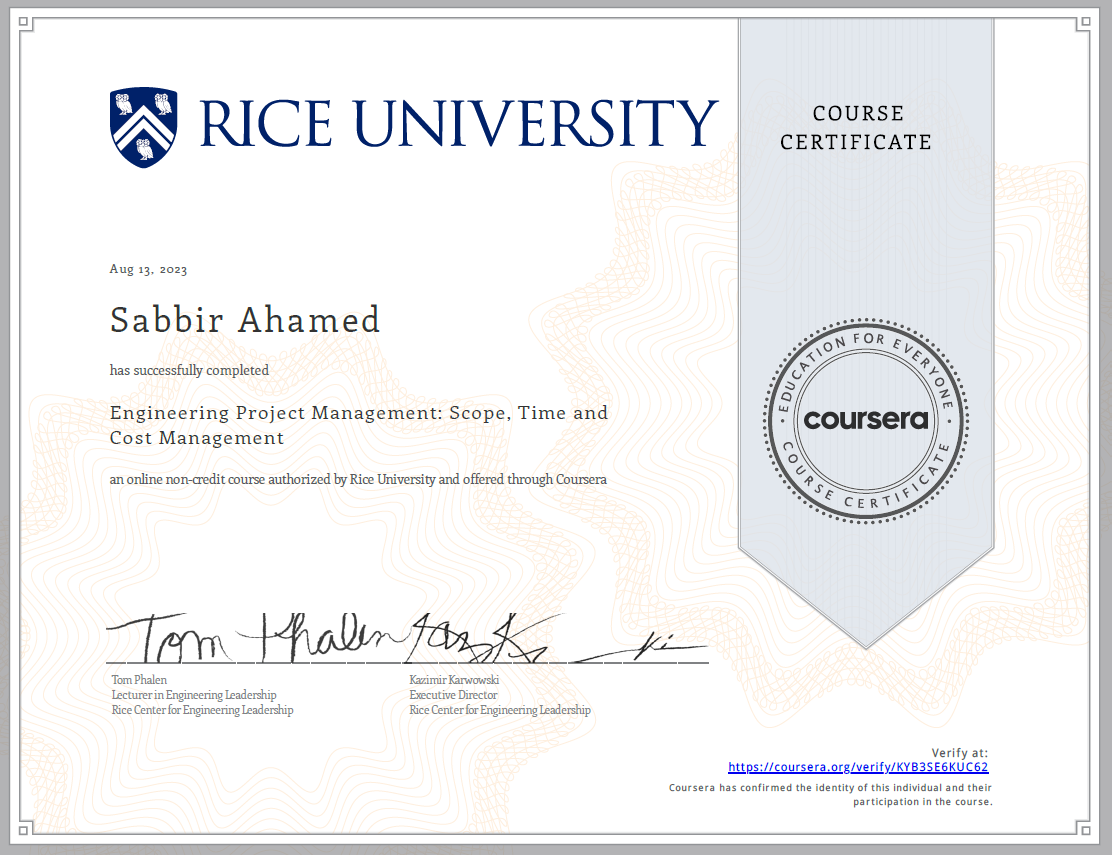 RICE UNIVERSITY
COURSE
CERTIFICATE
Aug 13, 2023
Sabbir Ahamed
has successfully completed
Engineering Project Management: Scope, Time and
Cost Management
an online non-credit course authorized by Rice University and offered through Coursera
EDUCATION FOR EVERYONE
coursera
COURSE CERTIFICATE
Tom Phalen
Tom Phalen
Lecturer in Engineering Leadership
Rice Center for Engineering Leadership
Kazimir Karwowski
Executive Director
Rice Center for Engineering Leadership
Verify at:
https://coursera.org/verify/KYB3SE6KUC62
Coursera has confirmed the identity of this individual and their
participation in the course.